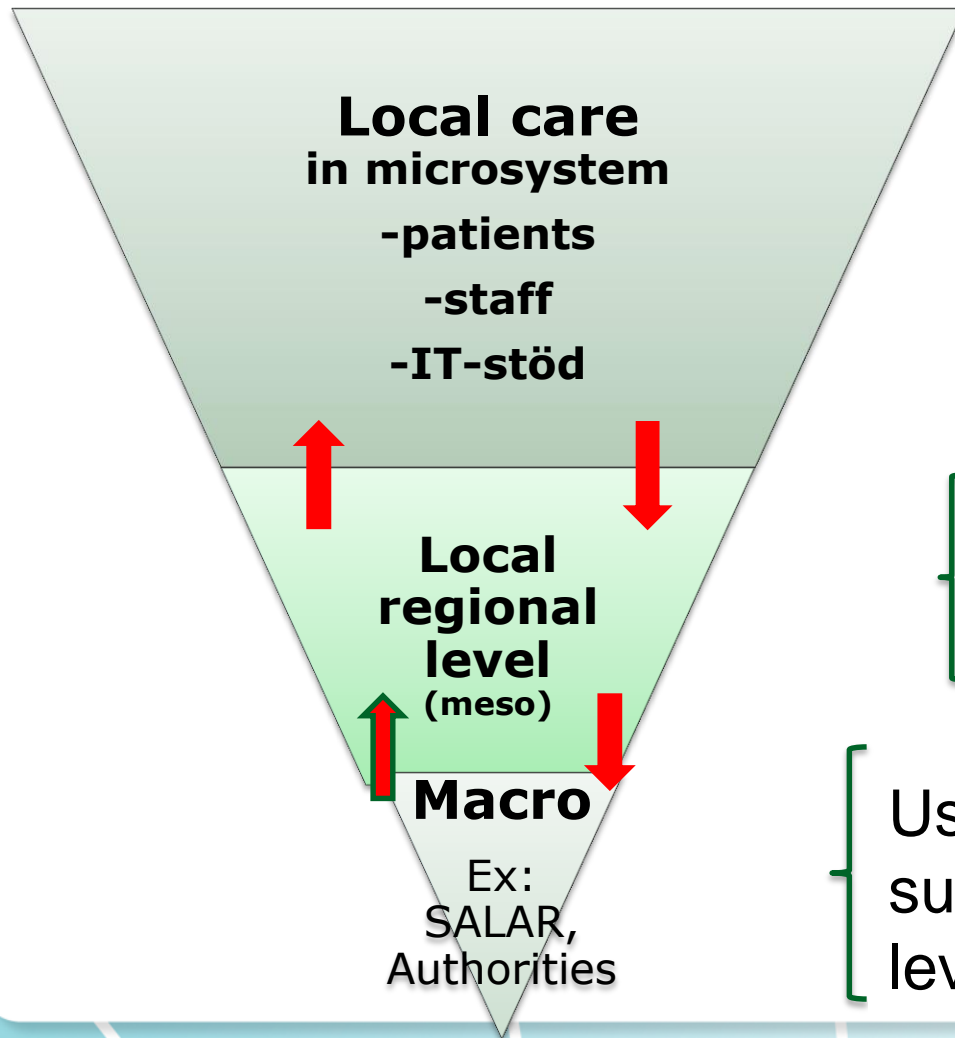 Local care
in microsystem
-patients
-staff
-IT-stöd
Local
regional
level
(meso)
Macro
Ex:
SALAR,
Authorities